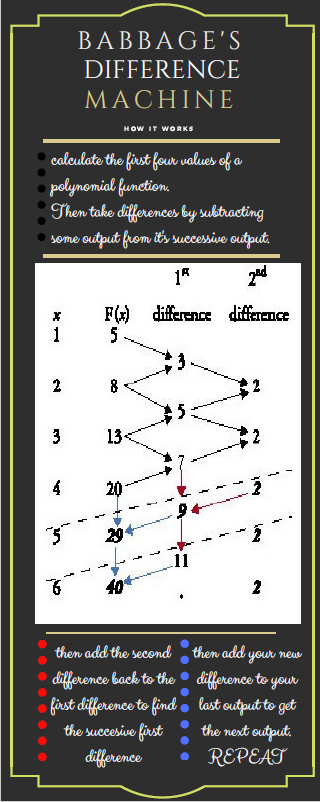 BABBAGE'S
DIFFERENCE
MACHINE
HOW IT WORKS
calculate the first four values of a
polynomial function.
Then take differences by subtracting
some output from it's successive output.
1st 2nd
x F(x) difference difference
1 5
3
2 8 2
5
3 13 2
7
4 20 2
9
5 29 2
11
6 40 . 2
then add the second
difference back to the
first difference to find
the succesive first
difference
then add your new
difference to your
last output to get
the next output.
REPEAT